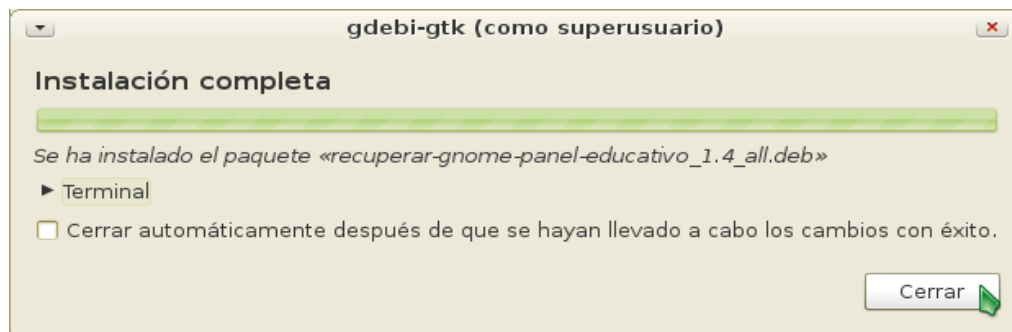 gdebi-gtk (como superusuario)
Instalación completa
Se ha instalado el paquete «recuperar-gnome-panel-educativo_1.4_all.deb»
Terminal
Cerrar automáticamente después de que se hayan llevado a cabo los cambios con éxito.
Cerrar